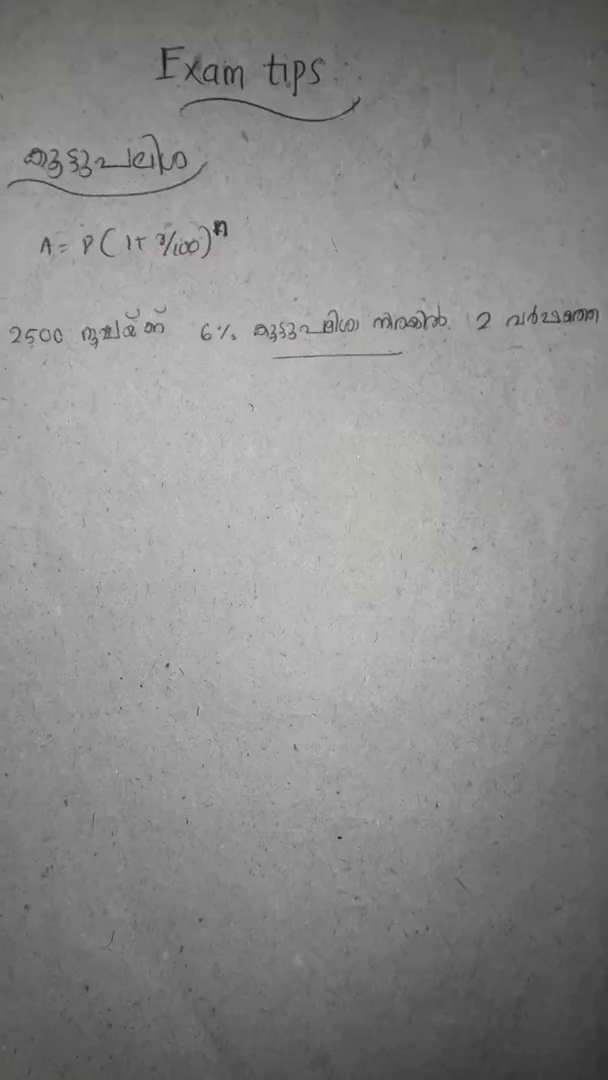 Exam tips
കൂട്ടുപലിശ
A = P ( 1+ r/100)ⁿ
2500 രൂപയ്ക്ക് 6% കൂട്ടുപലിശ നിരക്കിൽ 2 വർഷത്തെ